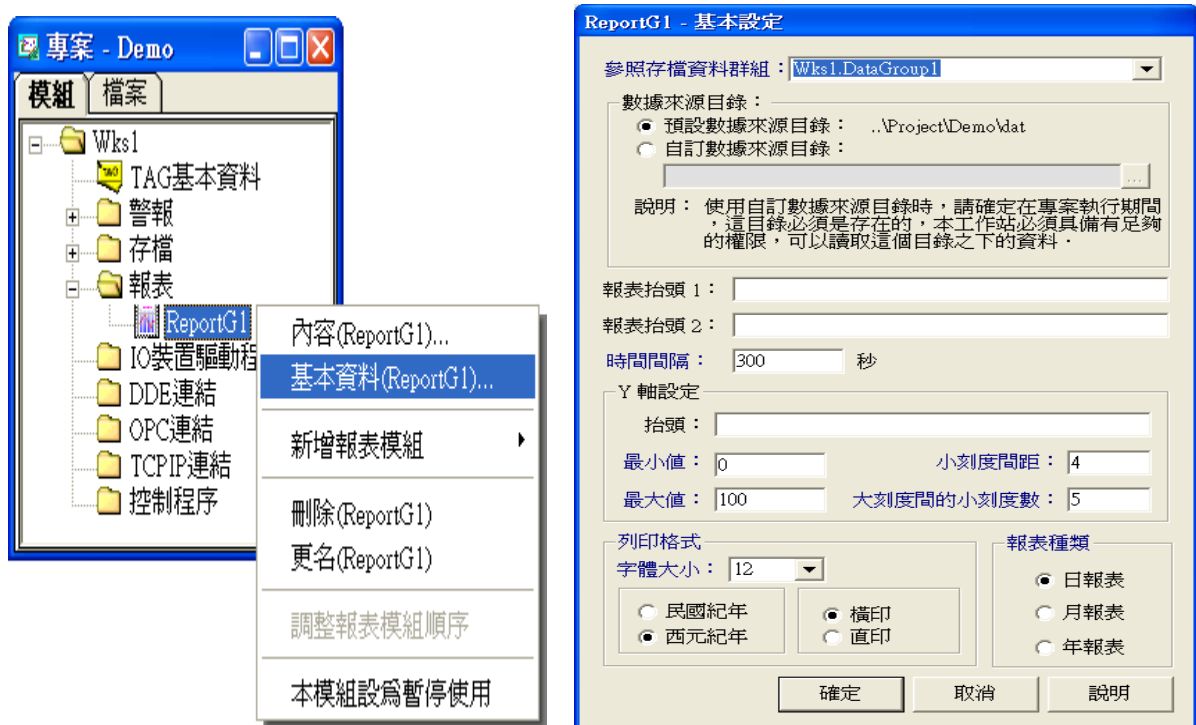 專案 - Demo
模組
檔案
Wks1
TAG基本資料
警報
存檔
報表
ReportG1
IO裝置驅動程
DDE連結
OPC連結
TCPIP連結
控制程序
內容(ReportG1)...
基本資料(ReportG1)...
新增報表模組
刪除(ReportG1)
更名(ReportG1)
調整報表模組順序
本模組設為暫停使用
ReportG1 - 基本設定
參照存檔資料群組：Wks1.DataGroup1
數據來源目錄：
預設數據來源目錄： ..\Project\Demo\dat
自訂數據來源目錄：
...
說明： 使用自訂數據來源目錄時，請確定在專案執行期間
，這目錄必須是存在的，本工作站必須具備有足夠
的權限，可以讀取這個目錄之下的資料．
報表抬頭 1：
報表抬頭 2：
時間間隔： 300 秒
Y 軸設定
抬頭：
最小值： 0 小刻度間距： 4
最大值： 100 大刻度間的小刻度數： 5
列印格式
字體大小： 12
民國紀年
西元紀年
橫印
直印
報表種類
日報表
月報表
年報表
確定 取消 說明